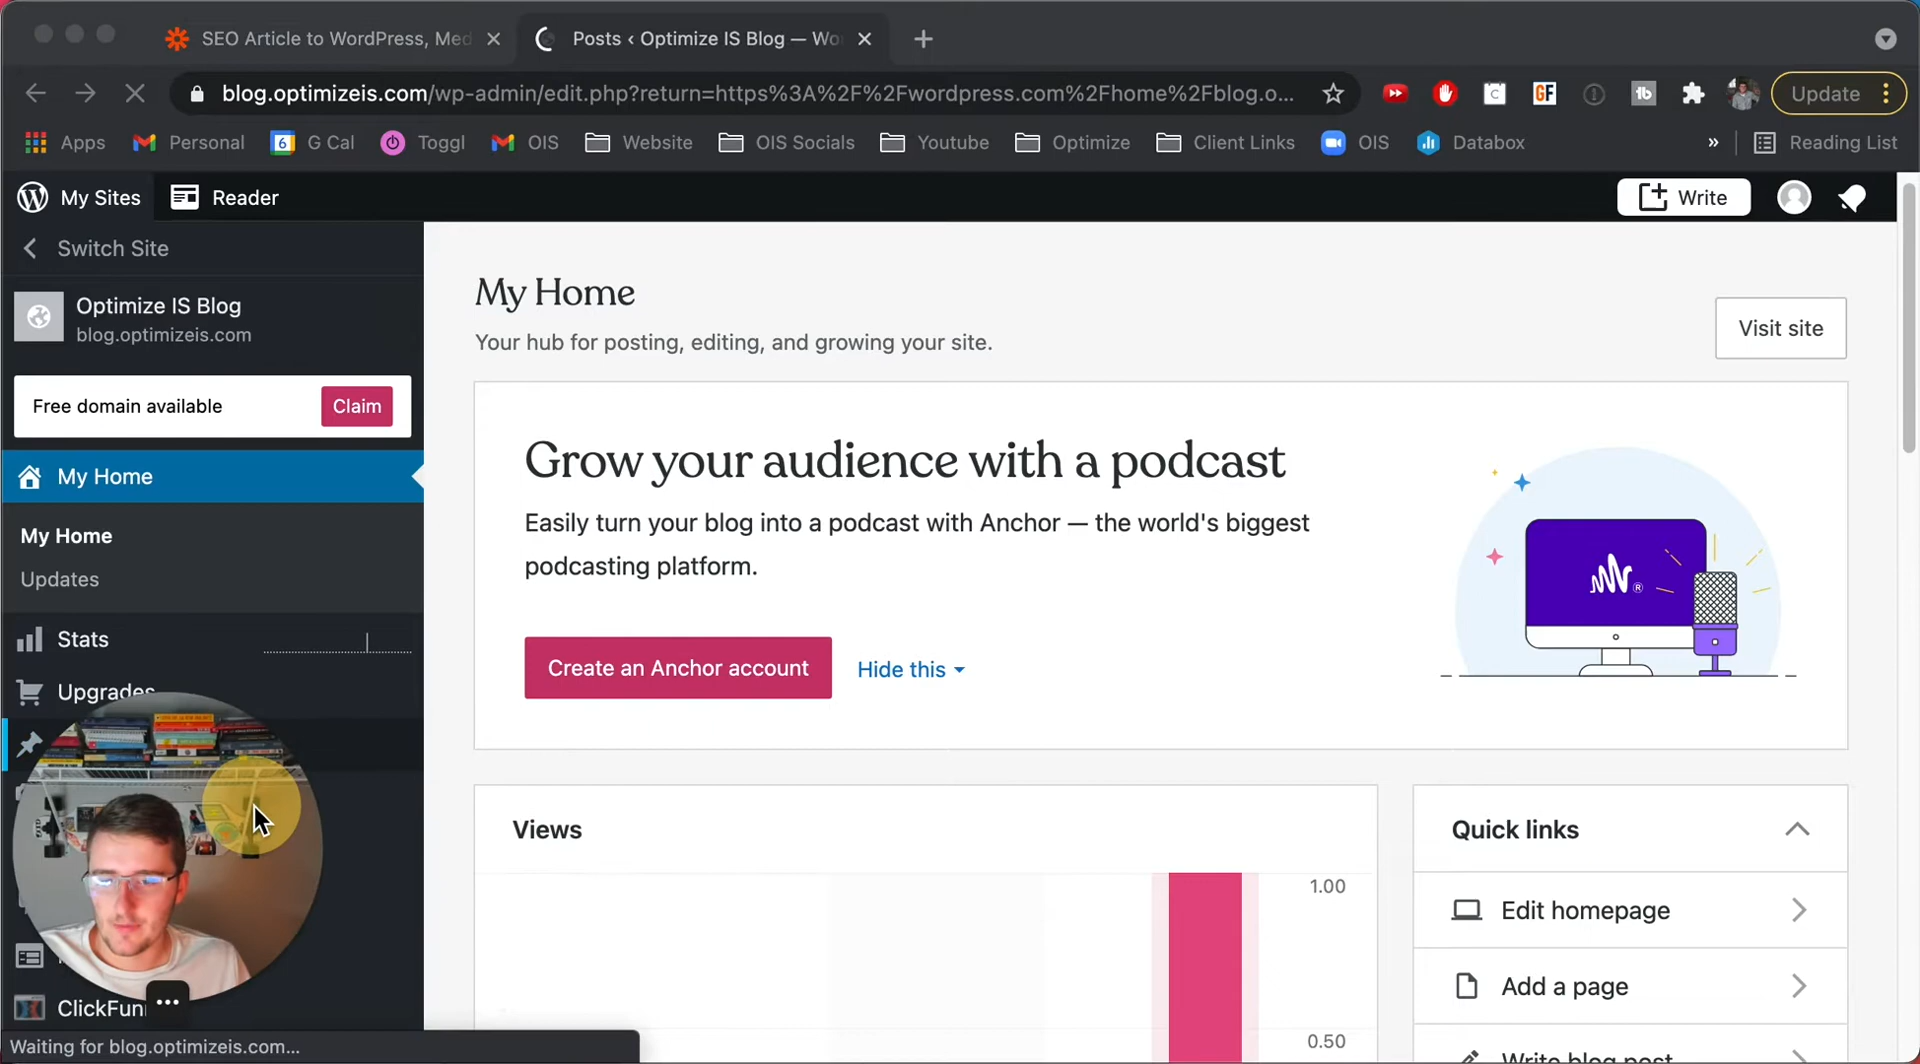 SEO Article to WordPress, Med
Posts ‹ Optimize IS Blog — Wo
blog.optimizeis.com/wp-admin/edit.php?return=https%3A%2F%2Fwordpress.com%2Fhome%2Fblog.o...
GF
tb
Update
Apps
Personal
6
G Cal
Toggl
OIS
Website
OIS Socials
Youtube
Optimize
Client Links
OIS
Databox
»
Reading List
My Sites
Reader
Write
Switch Site
Optimize IS Blog
blog.optimizeis.com
Free domain available
Claim
My Home
My Home
Updates
Stats
Upgrades
ClickFun
Waiting for blog.optimizeis.com...
My Home
Your hub for posting, editing, and growing your site.
Visit site
Grow your audience with a podcast
Easily turn your blog into a podcast with Anchor — the world's biggest
podcasting platform.
Create an Anchor account
Hide this
Views
1.00
0.50
Quick links
Edit homepage
Add a page
Write blog post